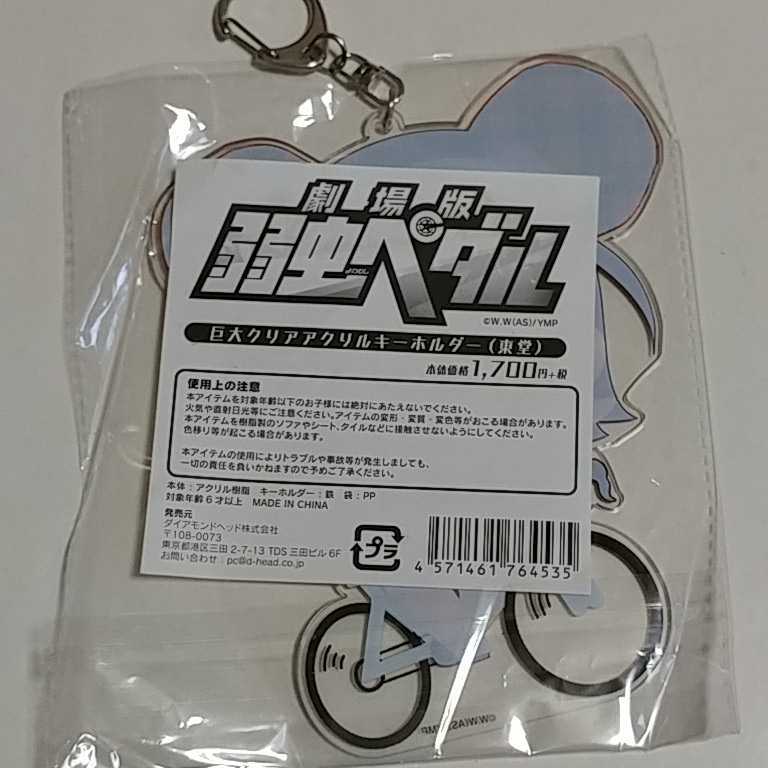 劇場版
弱虫ペダル
©W.W(AS)/YMP
巨大クリアアクリルキーホルダー(東堂)
本体価格1,700円+税
使用上の注意
本アイテムを対象年齢以下のお子様には絶対にあたえないでください。
火気や直射日光等にご注意ください。アイテムの変形・変質・変色等がおこる場合があります。
本アイテムを樹脂製のソファやシート、タイルなどに接触させないようにしてください。
色移り等が起こる場合があります。
本アイテムの使用によりトラブルや事故等が発生しましても、
一切の責任を負いかねますので予めご了承ください。
本体:アクリル樹脂 キーホルダー:鉄 袋:PP
対象年齢6才以上 MADE IN CHINA
発売元
ダイアモンドヘッド株式会社
〒108-0073
東京都港区三田 2-7-13 TDS 三田ビル 6F
お問い合わせ:pc@d-head.co.jp
プラ
4 571461 764535